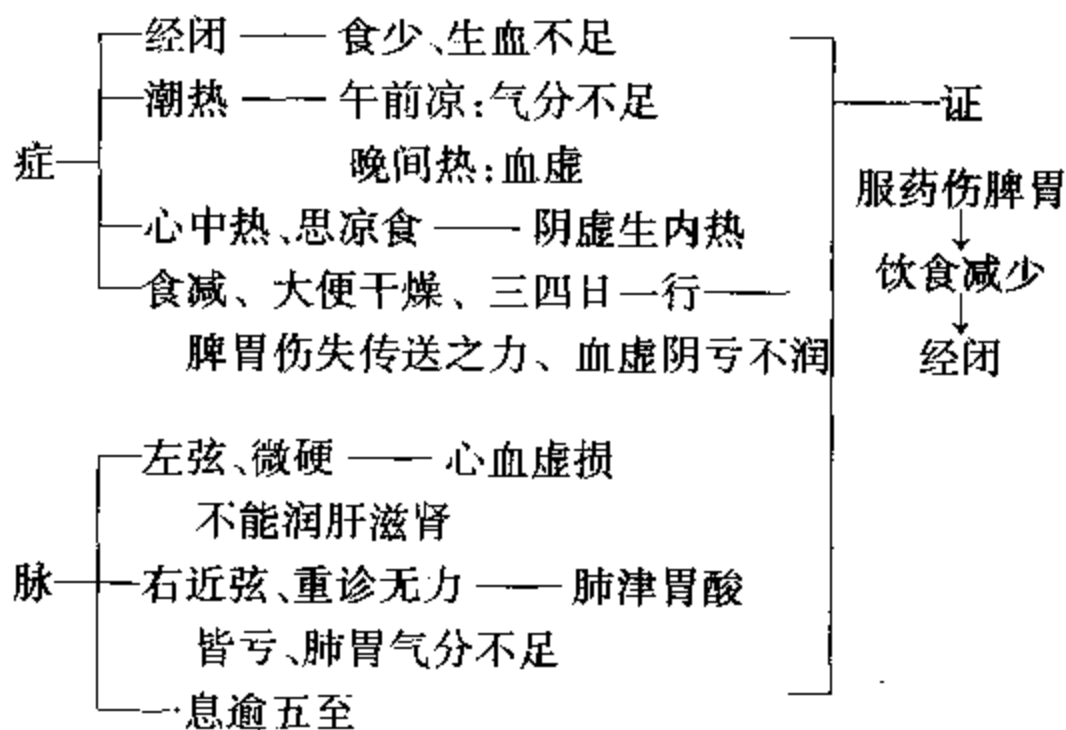 经闭 —— 食少、生血不足
潮热 —— 午前凉:气分不足
晚间热:血虚
症
心中热、思凉食 —— 阴虚生内热
食减、大便干燥、三四日一行——
脾胃伤失传送之力、血虚阴亏不润
左弦、微硬 —— 心血虚损
不能润肝滋肾
脉
右近弦、重诊无力 —— 肺津胃酸
皆亏、肺胃气分不足
一息逾五至
——证
服药伤脾胃
↓
饮食减少
↓
经闭